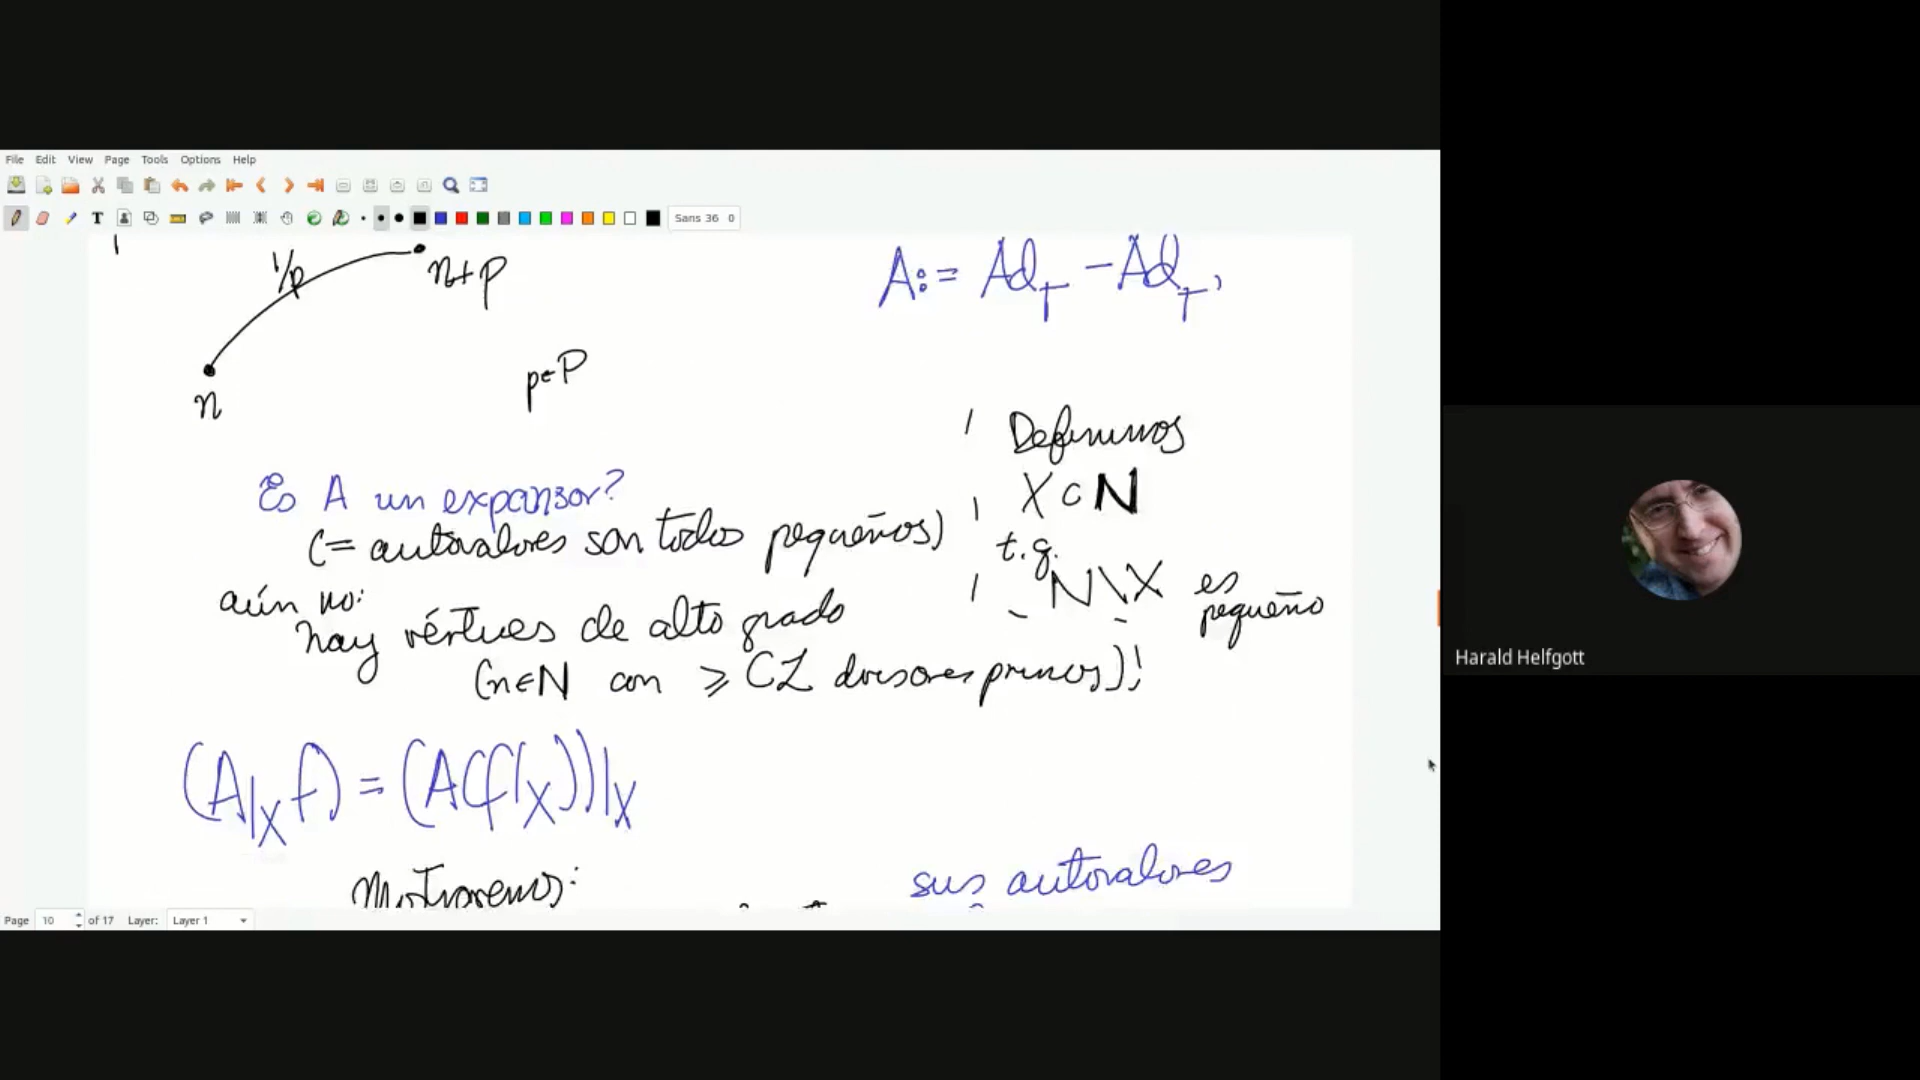 File Edit View Page Tools Options Help
T Sans 36 0
1/p
n+p
n
p∈P
A:= Ad_Γ - Ad_Γ'
Es A un expansor?
(= autovalores son todos pequeños)
aún no:
hay vértices de alto grado
(n∈N con ≥ CL divisores primos)
Definimos
X⊂N
t.q.
N\X es
pequeño
(A|_X f) = (A(f|_X))|_X
Mostraremos:
sus autovalores
Page 10 of 17 Layer: Layer 1
Harald Helfgott